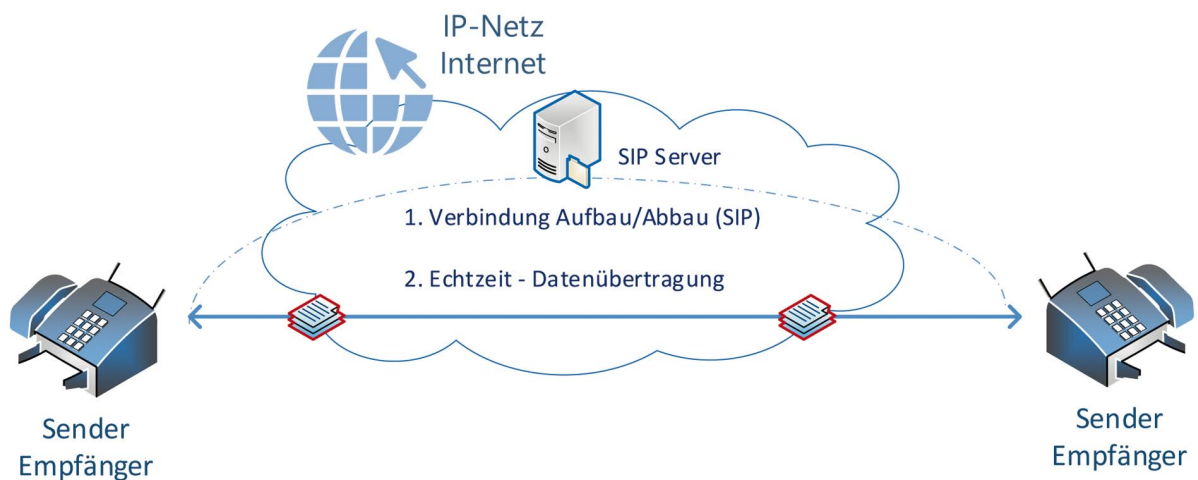 IP-Netz
Internet
SIP Server
1. Verbindung Aufbau/Abbau (SIP)
2. Echtzeit - Datenübertragung
Sender
Empfänger
Sender
Empfänger